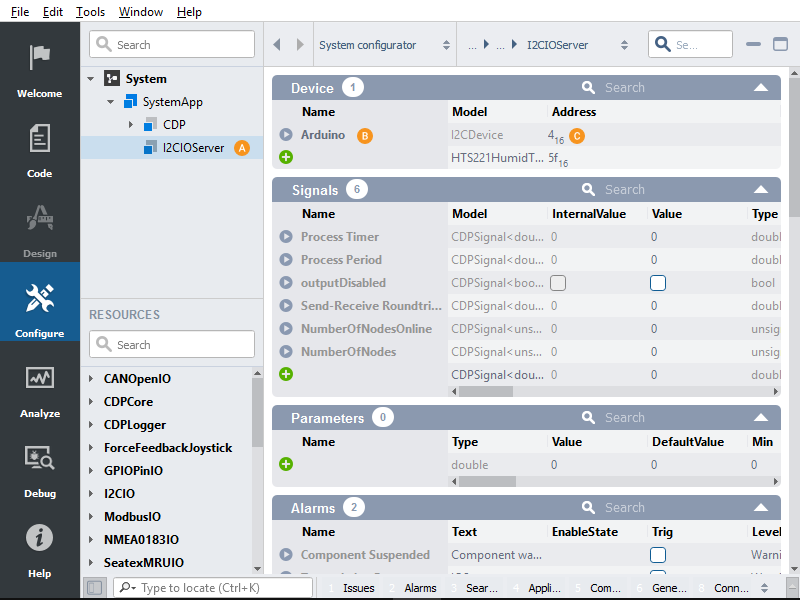 File Edit Tools Window Help
Welcome
Code
Design
Configure
Analyze
Debug
Help
Search
System
SystemApp
CDP
I2CIOServer A
RESOURCES
Search
CANOpenIO
CDPCore
CDPLogger
ForceFeedbackJoystick
GPIOPinIO
I2CIO
ModbusIO
NMEA0183IO
SeatexMRUIO
System configurator ... ... I2CIOServer Se...
Device 1 Search
Name Model Address
Arduino B I2CDevice 4₁₆ C
HTS221HumidT... 5f₁₆
Signals 6 Search
Name Model InternalValue Value Type
Process Timer CDPSignal<dou... 0 0 doubl
Process Period CDPSignal<dou... 0 0 doubl
outputDisabled CDPSignal<boo... bool
Send-Receive Roundtri... CDPSignal<dou... 0 0 doubl
NumberOfNodesOnline CDPSignal<uns... 0 0 unsig
NumberOfNodes CDPSignal<uns... 0 0 unsig
CDPSignal<dou... 0 0 doubl
Parameters 0 Search
Name Type Value DefaultValue Min
double 0 0 0
Alarms 2 Search
Name Text EnableState Trig Level
Component Suspended Component wa... Warni
Type to locate (Ctrl+K) 1 Issues 2 Alarms 3 Sear... 4 Appli... 5 Com... 6 Gene... 8 Conn...